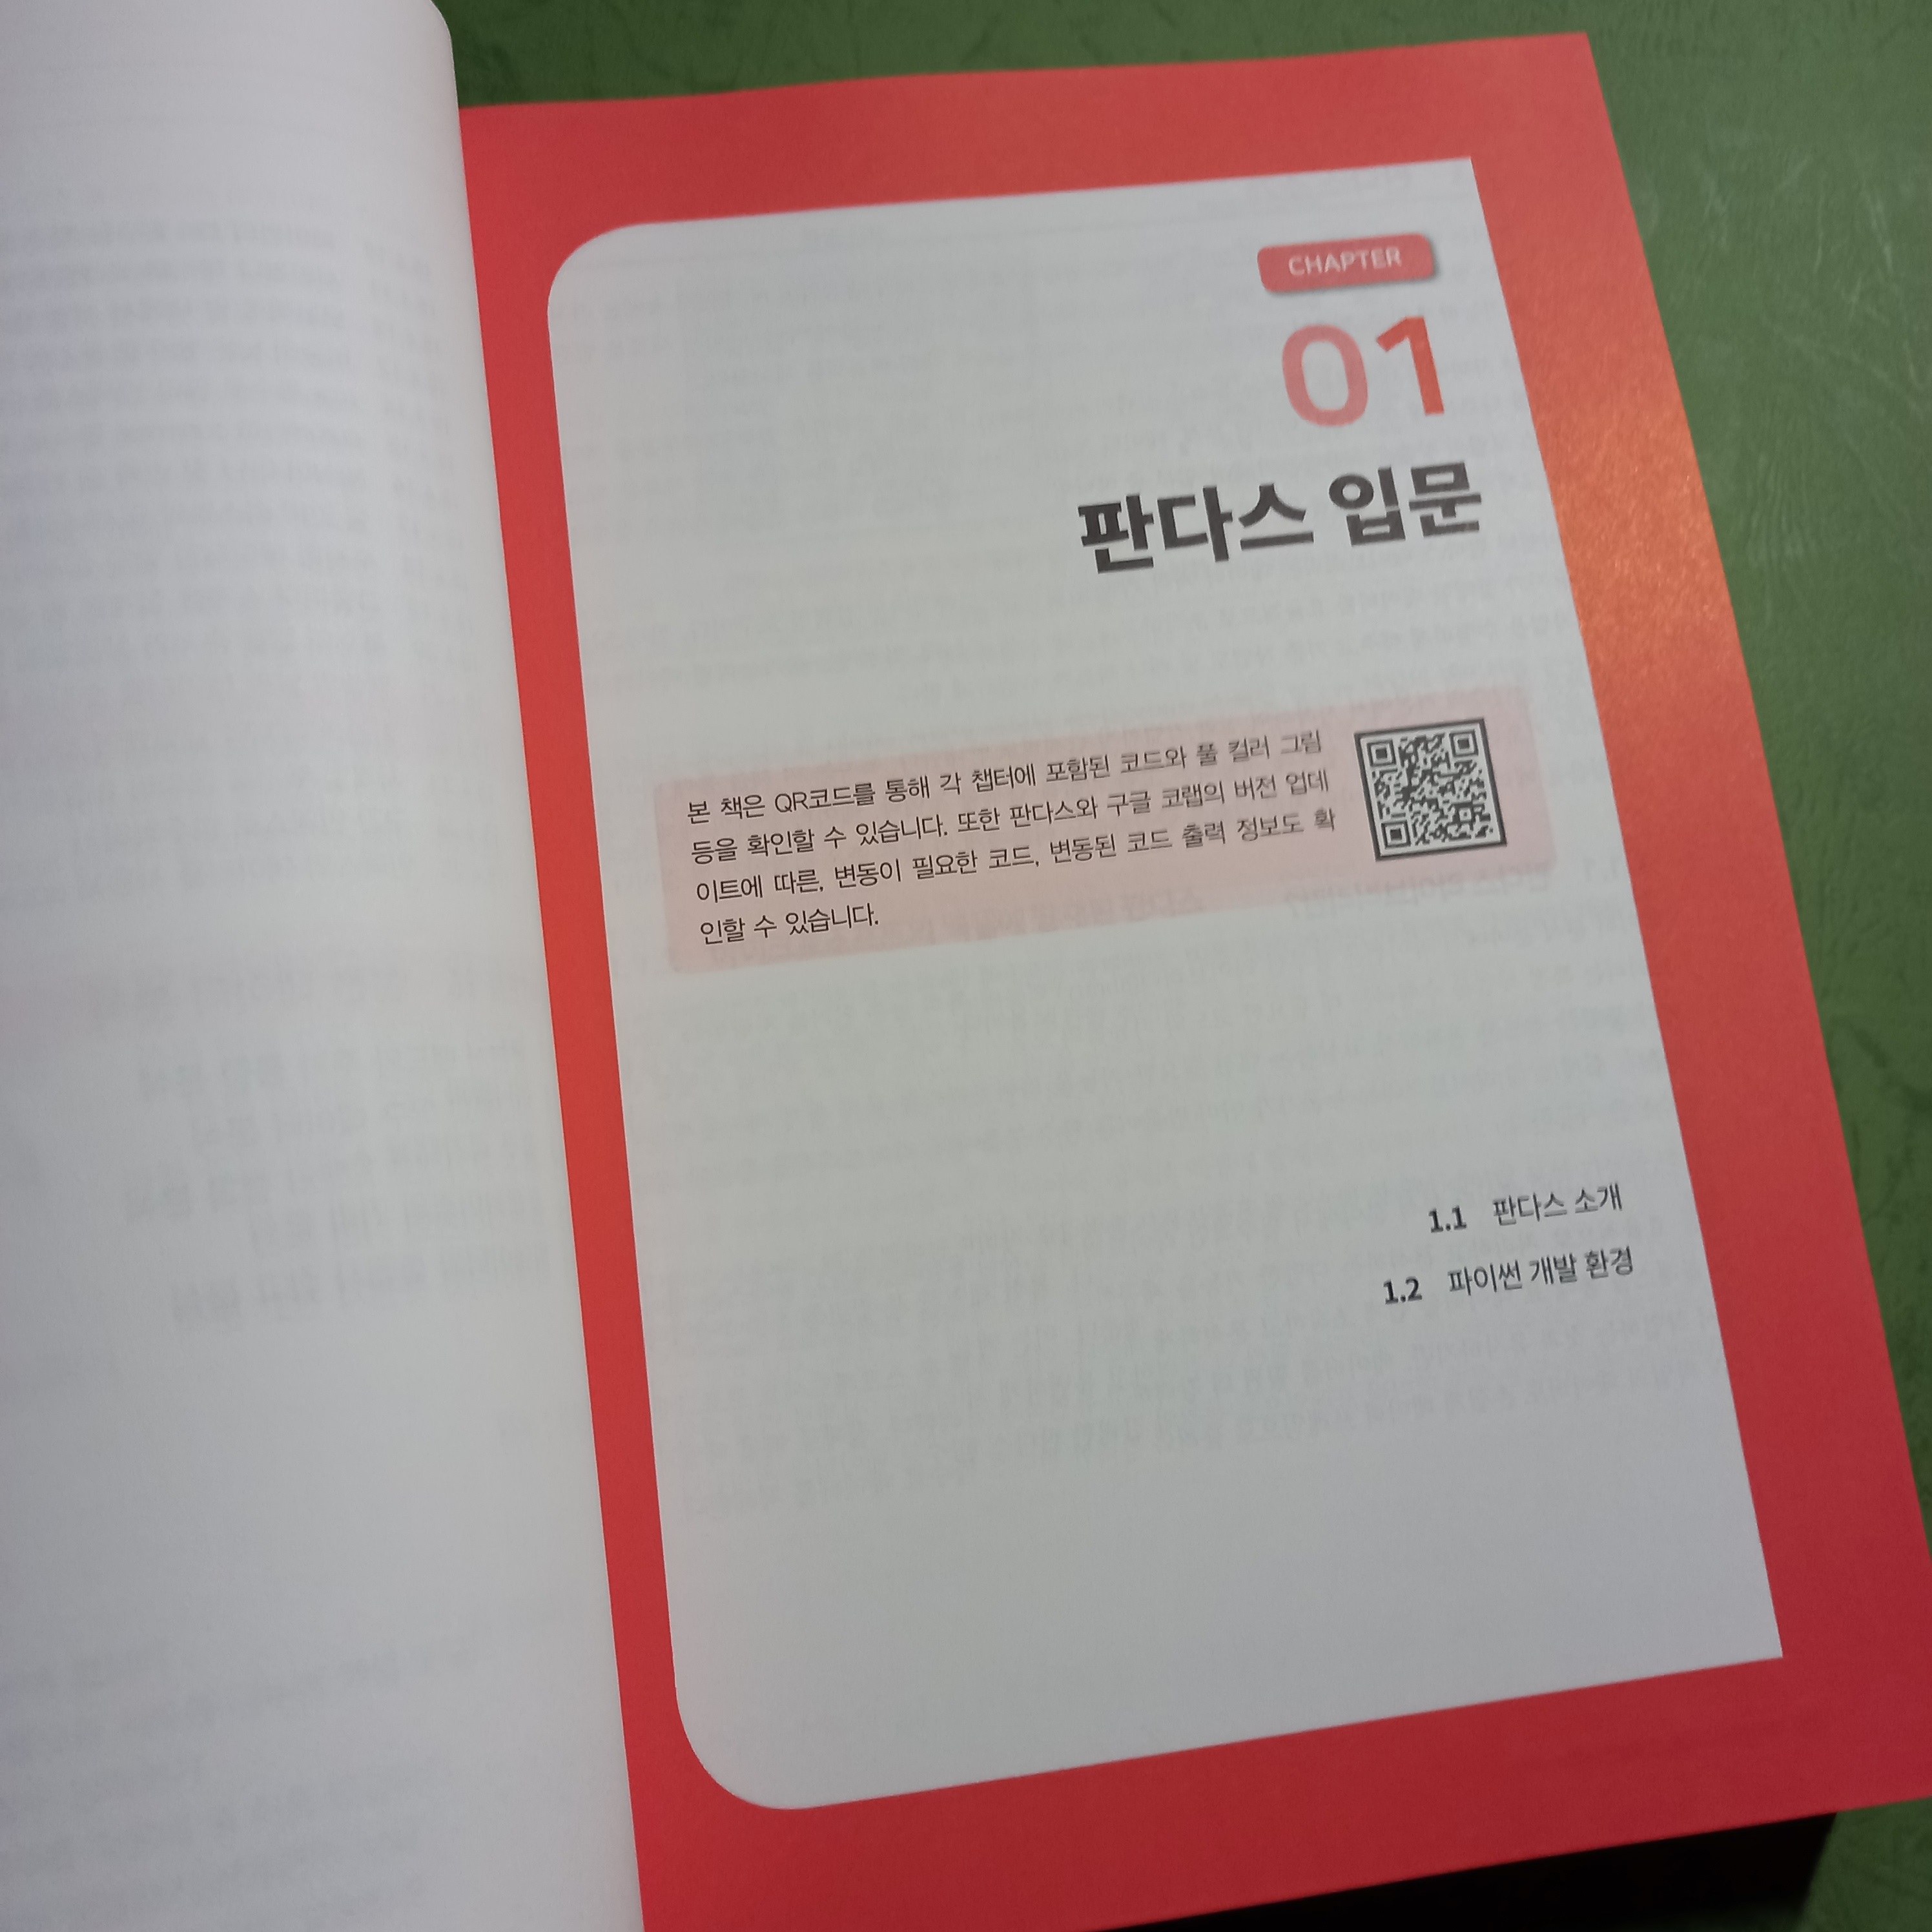 CHAPTER
01
판다스 입문
본 책은 QR코드를 통해 각 챕터에 포함된 코드와 풀 컬러 그림
등을 확인할 수 있습니다. 또한 판다스와 구글 코랩의 버전 업데
이트에 따른, 변동이 필요한 코드, 변동된 코드 출력 정보도 확
인할 수 있습니다.
1.1 판다스 소개
1.2 파이썬 개발 환경